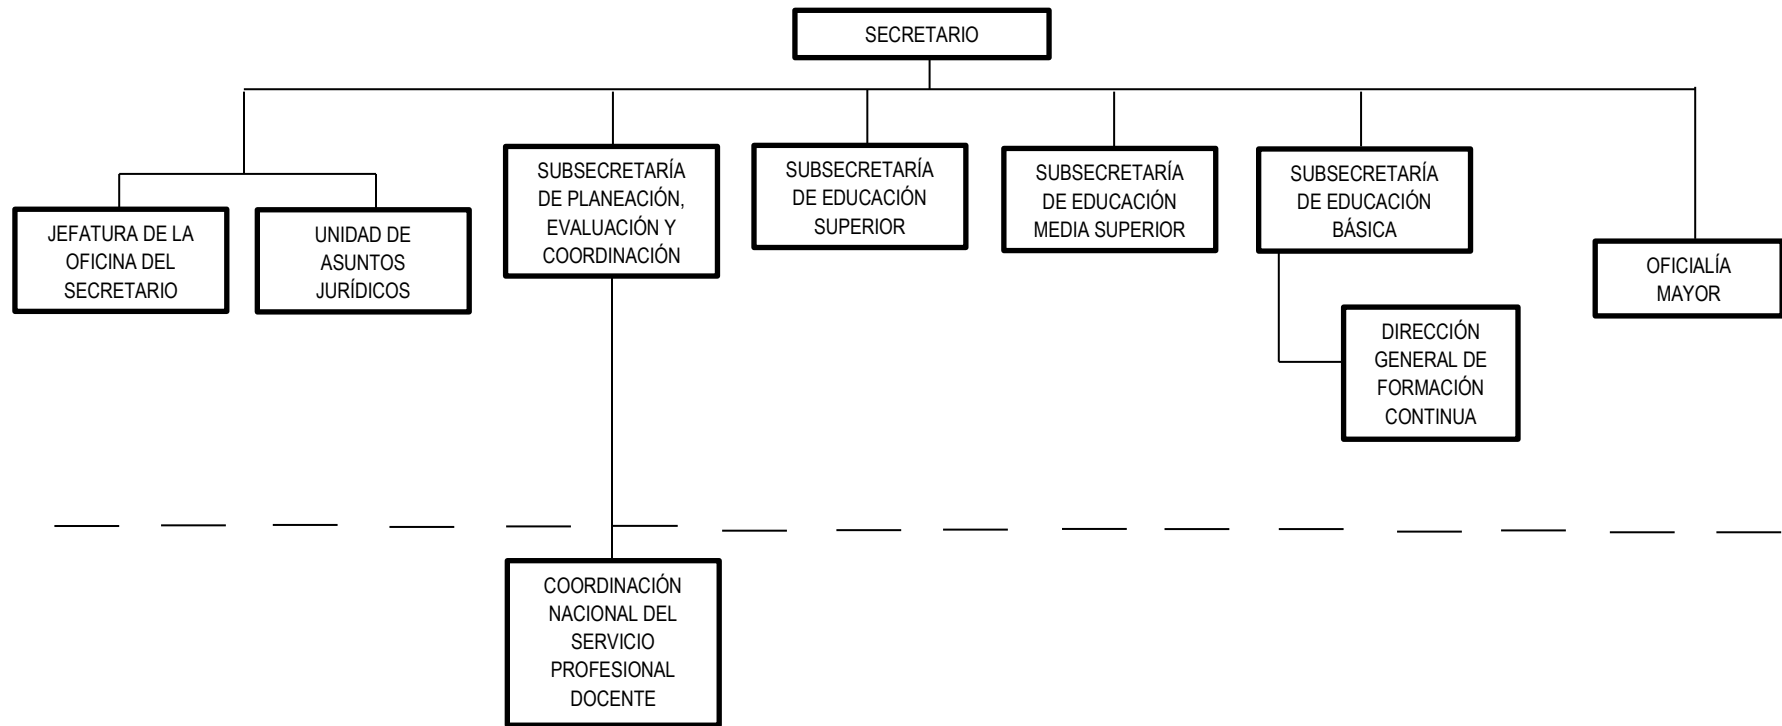 SECRETARIO
JEFATURA DE LA
OFICINA DEL
SECRETARIO
UNIDAD DE
ASUNTOS
JURÍDICOS
SUBSECRETARÍA
DE PLANEACIÓN,
EVALUACIÓN Y
COORDINACIÓN
SUBSECRETARÍA
DE EDUCACIÓN
SUPERIOR
SUBSECRETARÍA
DE EDUCACIÓN
MEDIA SUPERIOR
SUBSECRETARÍA
DE EDUCACIÓN
BÁSICA
OFICIALÍA
MAYOR
DIRECCIÓN
GENERAL DE
FORMACIÓN
CONTINUA
COORDINACIÓN
NACIONAL DEL
SERVICIO
PROFESIONAL
DOCENTE